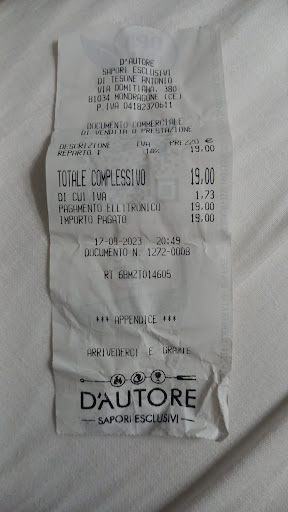 D'AUTORE
SAPORI ESCLUSIVI
DI TESONE ANTONIO
VIA DOMITIANA, 380
81034 MONDRAGONE (CE)
P.IVA 04182370611
DOCUMENTO COMMERCIALE
DI VENDITA O PRESTAZIONE
DESCRIZIONE IVA PREZZO €
REPARTO 1 10% 19,00
TOTALE COMPLESSIVO 19,00
DI CUI IVA 1,73
PAGAMENTO ELETTRONICO 19,00
IMPORTO PAGATO 19,00
17-09-2023 20:49
DOCUMENTO N. 1272-0008
RT 6BMZT014605
*** APPENDICE ***
ARRIVEDERCI E GRAZIE
D'AUTORE
SAPORI ESCLUSIVI